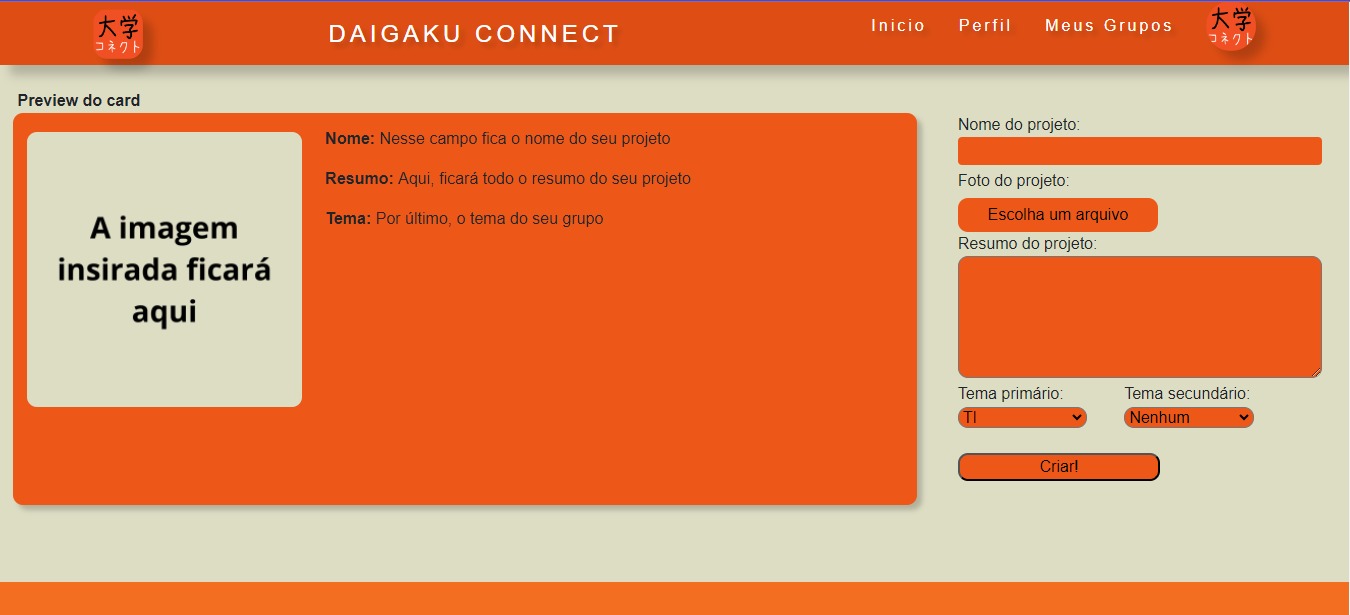 大学
コネクト
DAIGAKU CONNECT
Inicio Perfil Meus Grupos
大学
コネクト
Preview do card
A imagem
insirada ficará
aqui
Nome: Nesse campo fica o nome do seu projeto
Resumo: Aqui, ficará todo o resumo do seu projeto
Tema: Por último, o tema do seu grupo
Nome do projeto:
Foto do projeto:
Escolha um arquivo
Resumo do projeto:
Tema primário: Tema secundário:
TI Nenhum
Criar!